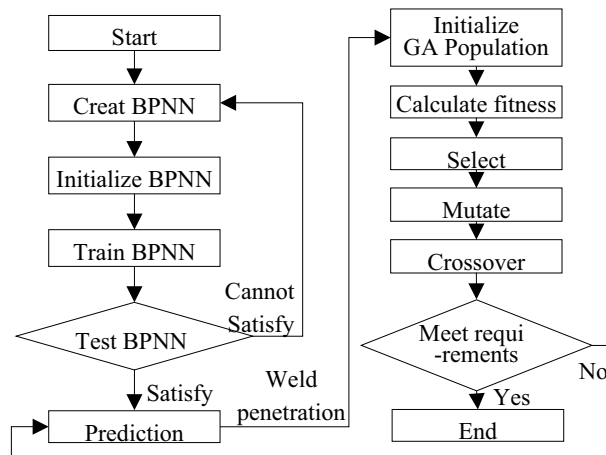 Start
Creat BPNN
Initialize BPNN
Train BPNN
Cannot
Satisfy
Test BPNN
Satisfy
Prediction
Weld
penetration
Initialize
GA Population
Calculate fitness
Select
Mutate
Crossover
Meet requi
-rements
No
Yes
End